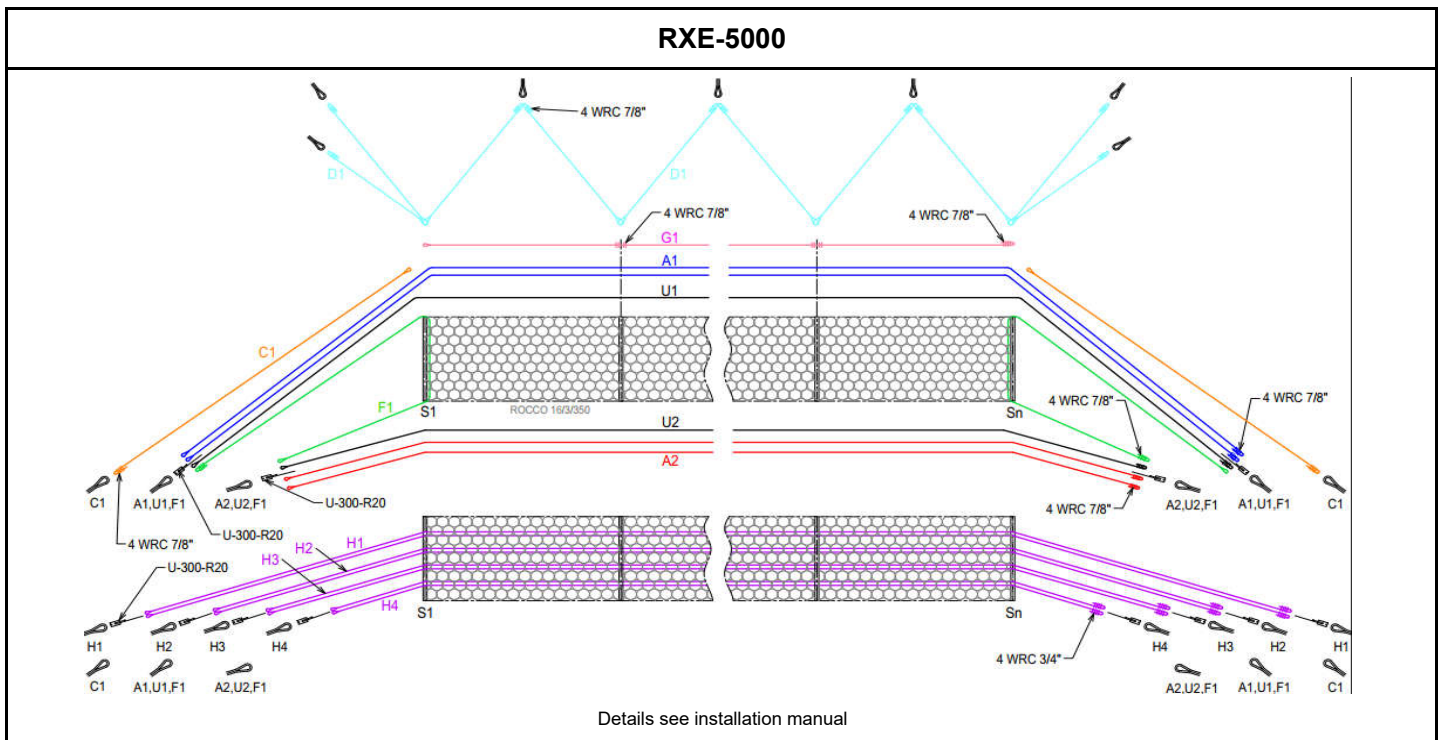 RXE-5000
4 WRC 7/8"
D1
D1
4 WRC 7/8"
4 WRC 7/8"
G1
A1
U1
C1
F1
S1
ROCCO 16/3/350
Sn
4 WRC 7/8"
4 WRC 7/8"
U2
A2
C1
A1,U1,F1
A2,U2,F1
U-300-R20
4 WRC 7/8"
A2,U2,F1
A1,U1,F1
C1
4 WRC 7/8"
U-300-R20
H1
H2
H3
U-300-R20
H4
S1
Sn
4 WRC 3/4"
H1
H2
H3
H4
H4
H3
H2
H1
C1
A1,U1,F1
A2,U2,F1
A2,U2,F1
A1,U1,F1
C1
Details see installation manual